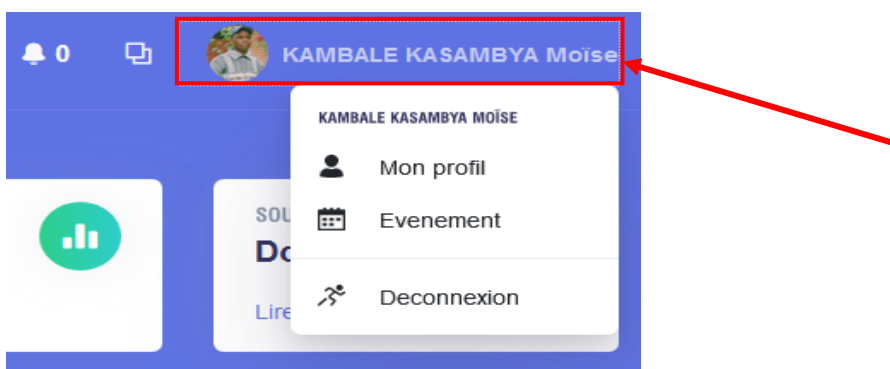 0
KAMBALE KASAMBYA Moïse
KAMBALE KASAMBYA MOÏSE
Mon profil
SOU
Evenement
Do
Deconnexion
Lire